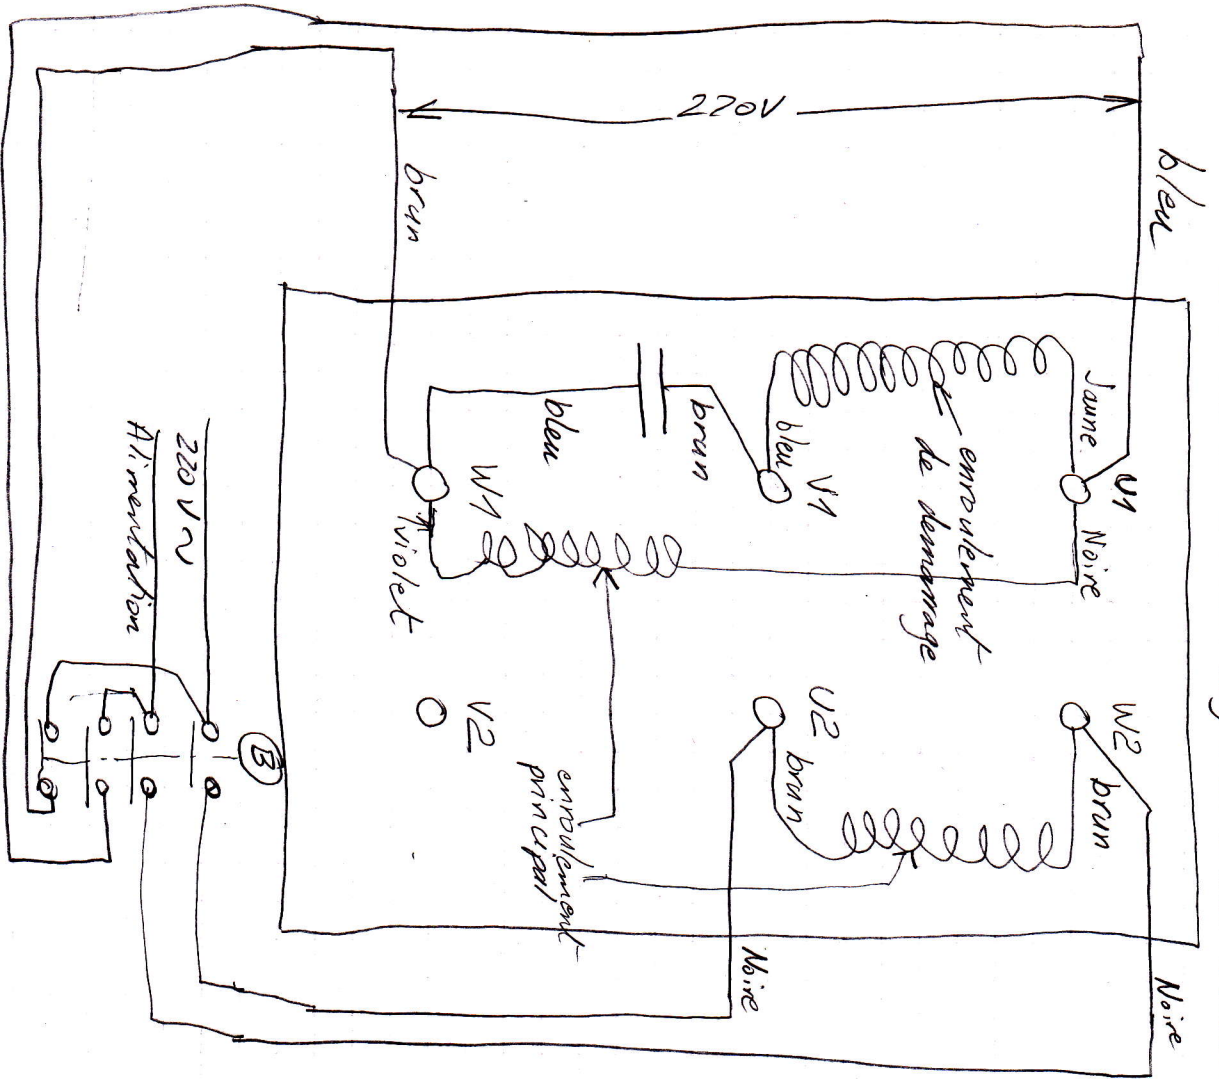 220V
bleu
brun
Jaune
U1
Noire
enroulement
de demarrage
bleu
V1
brun
bleu
W1
violet
W2
brun
U2
brun
V2
enroulement
principal
220V~
Alimentation
B
Noire
Noire